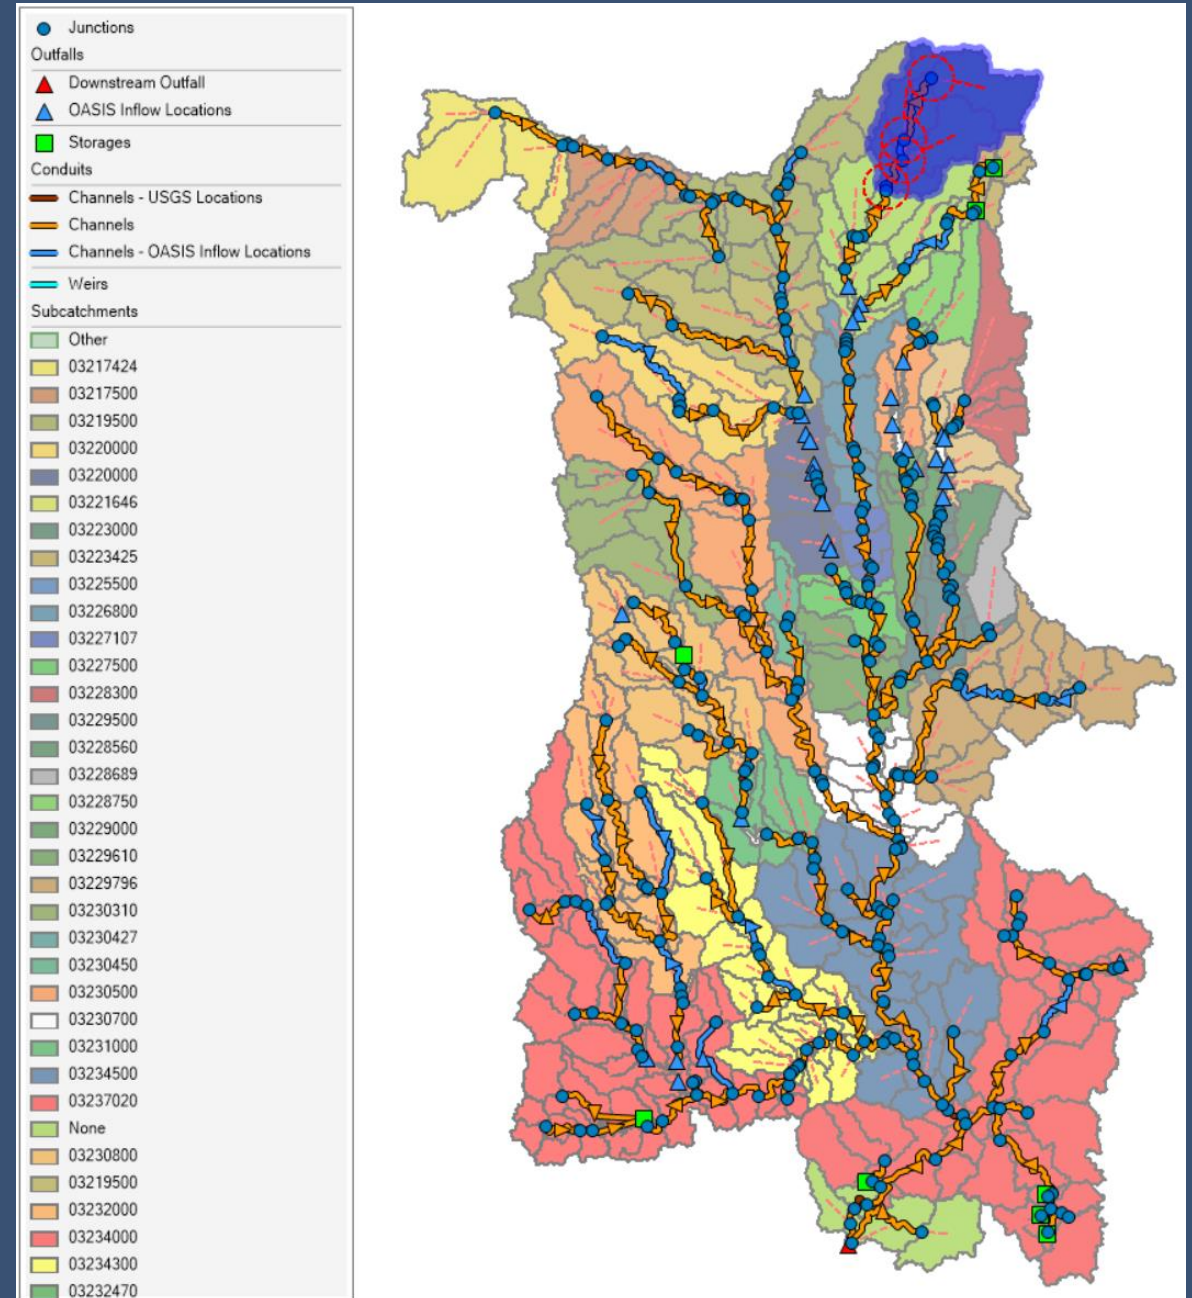 Junctions
Outfalls
Downstream Outfall
OASIS Inflow Locations
Storages
Conduits
Channels - USGS Locations
Channels
Channels - OASIS Inflow Locations
Weirs
Subcatchments
Other
03217424
03217500
03219500
03220000
03220000
03221646
03223000
03223425
03225500
03226800
03227107
03227500
03228300
03229500
03228560
03228689
03228750
03229000
03229610
03229796
03230310
03230427
03230450
03230500
03230700
03231000
03234500
03237020
None
03230800
03219500
03232000
03234000
03234300
03232470